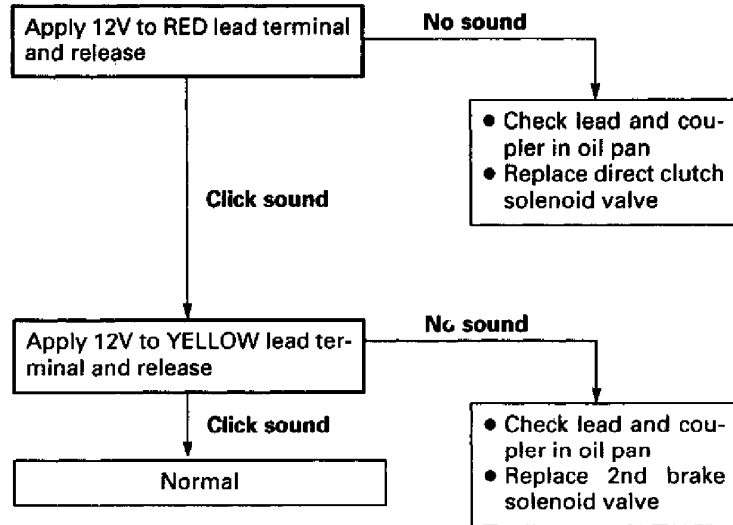 Apply 12V to RED lead terminal
and release
No sound
● Check lead and cou-
pler in oil pan
● Replace direct clutch
solenoid valve
Click sound
Apply 12V to YELLOW lead ter-
minal and release
No sound
● Check lead and cou-
pler in oil pan
● Replace 2nd brake
solenoid valve
Click sound
Normal